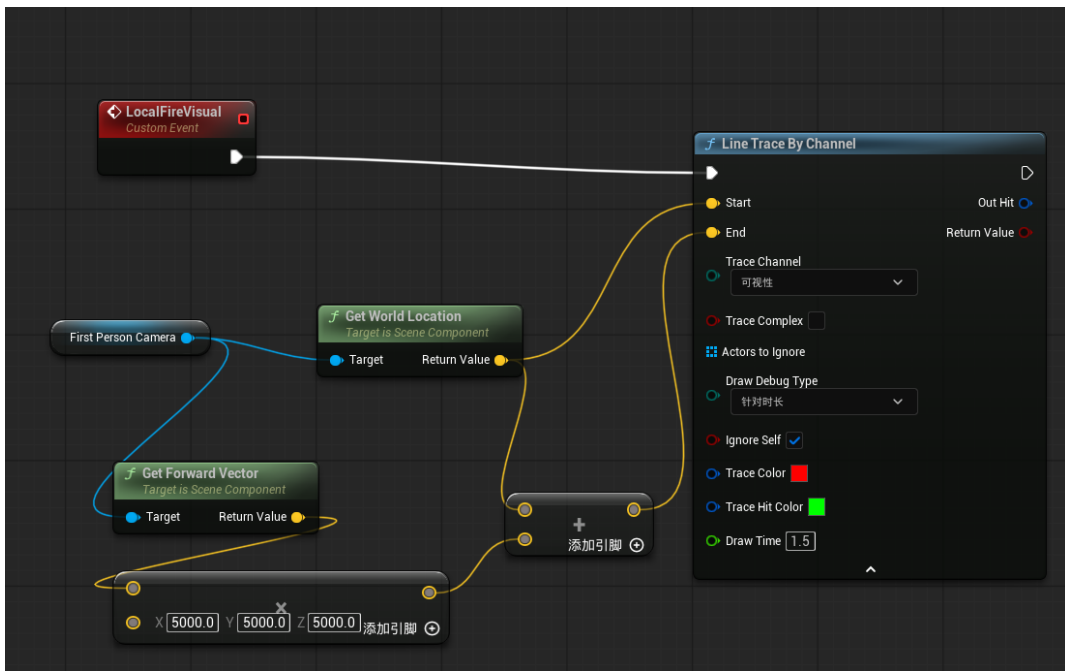 LocalFireVisual
Custom Event
f Line Trace By Channel
Start
Out Hit
End
Return Value
Trace Channel
可视性
Trace Complex
Actors to Ignore
Draw Debug Type
针对时长
Ignore Self
Trace Color
Trace Hit Color
Draw Time 1.5
First Person Camera
f Get World Location
Target is Scene Component
Target
Return Value
f Get Forward Vector
Target is Scene Component
Target
Return Value
+
添加引脚
×
X 5000.0 Y 5000.0 Z 5000.0 添加引脚